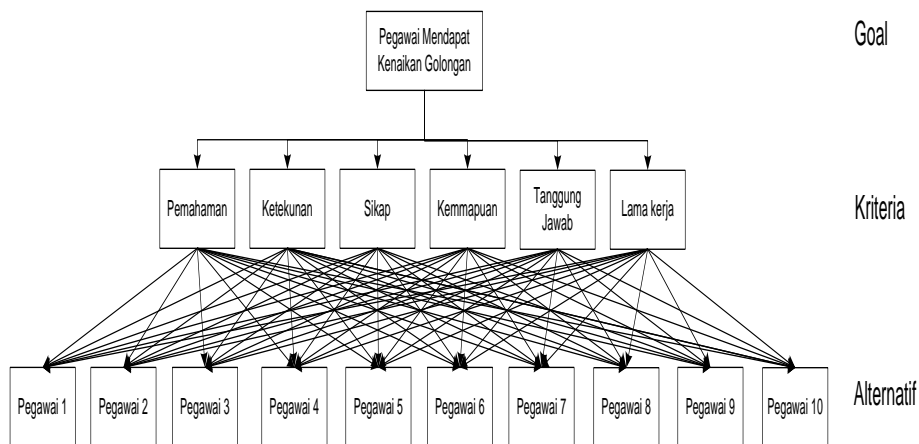 Pegawai Mendapat
Kenaikan Golongan
Goal
Pemahaman
Ketekunan
Sikap
Kemmapuan
Tanggung
Jawab
Lama kerja
Kriteria
Pegawai 1
Pegawai 2
Pegawai 3
Pegawai 4
Pegawai 5
Pegawai 6
Pegawai 7
Pegawai 8
Pegawai 9
Pegawai 10
Alternatif